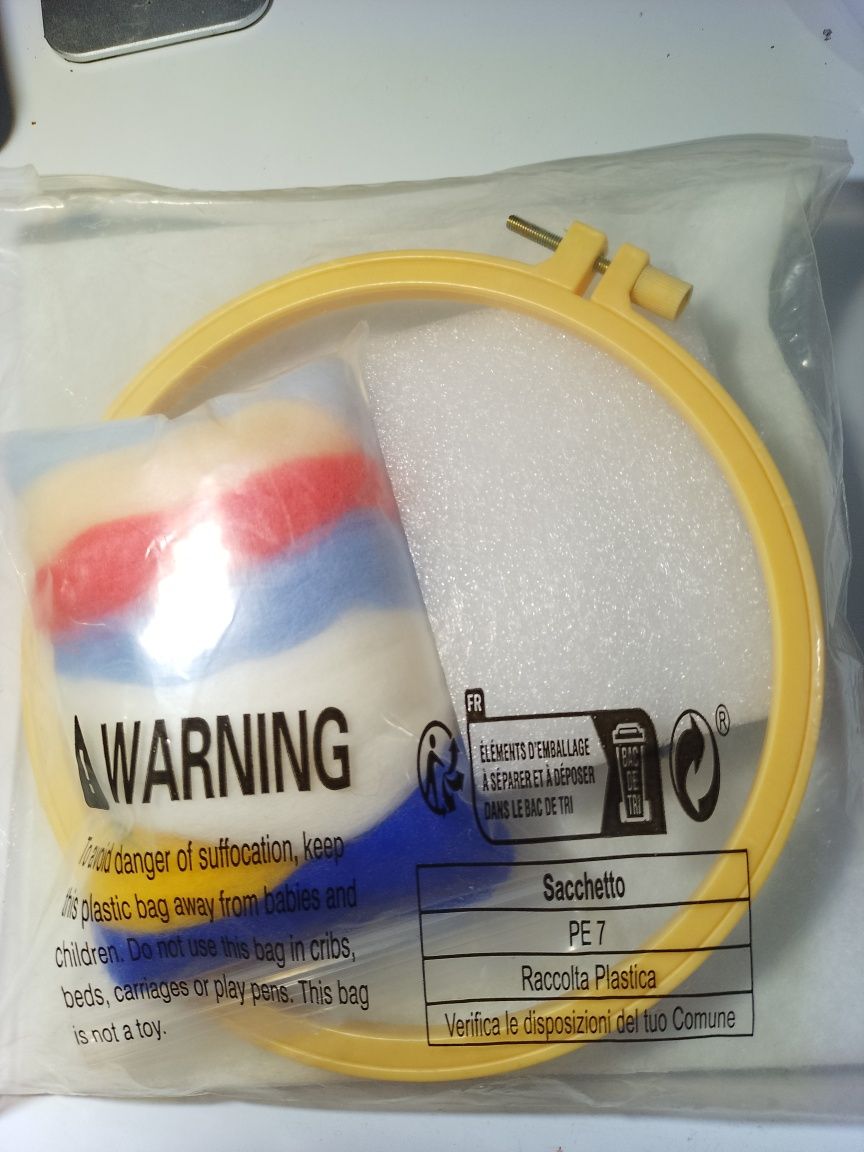 WARNING
To avoid danger of suffocation, keep
this plastic bag away from babies and
children. Do not use this bag in cribs,
beds, carriages or play pens. This bag
is not a toy.
FR
ÉLÉMENTS D'EMBALLAGE
À SÉPARER ET À DÉPOSER
DANS LE BAC DE TRI
BAC
DE
TRI
®
Sacchetto
PE 7
Raccolta Plastica
Verifica le disposizioni del tuo Comune